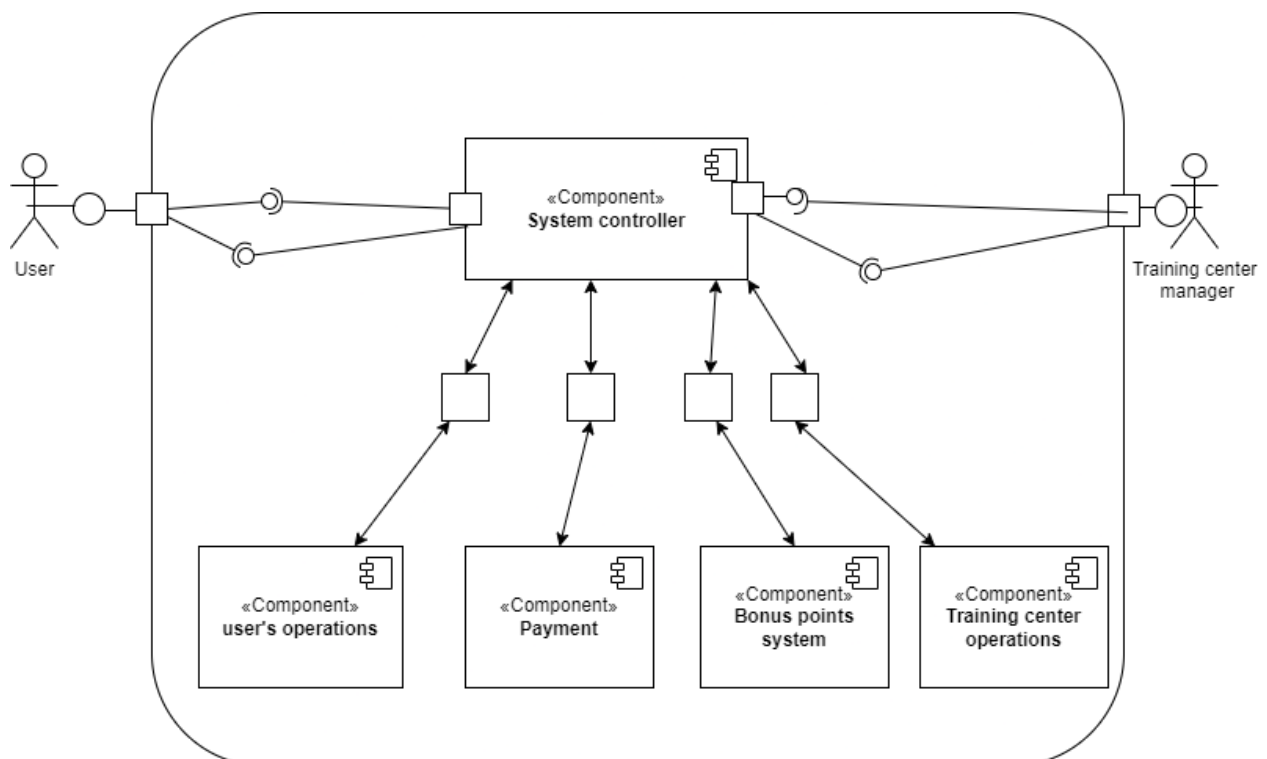 «Component»
System controller
User
Training center
manager
«Component»
user's operations
«Component»
Payment
«Component»
Bonus points
system
«Component»
Training center
operations